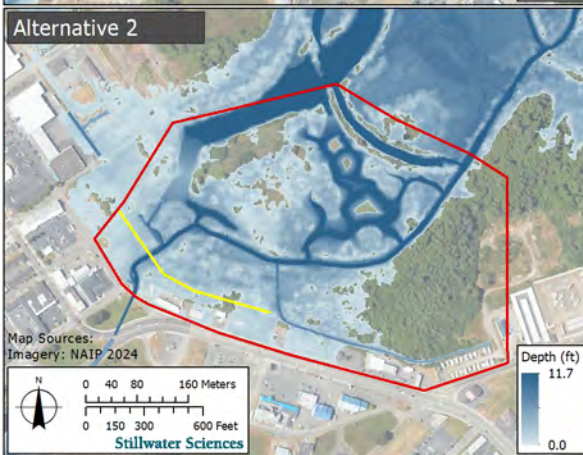 Alternative 2
Map Sources:
Imagery: NAIP 2024
N
0 40 80 160 Meters
0 150 300 600 Feet
Stillwater Sciences
Depth (ft)
11.7
0.0